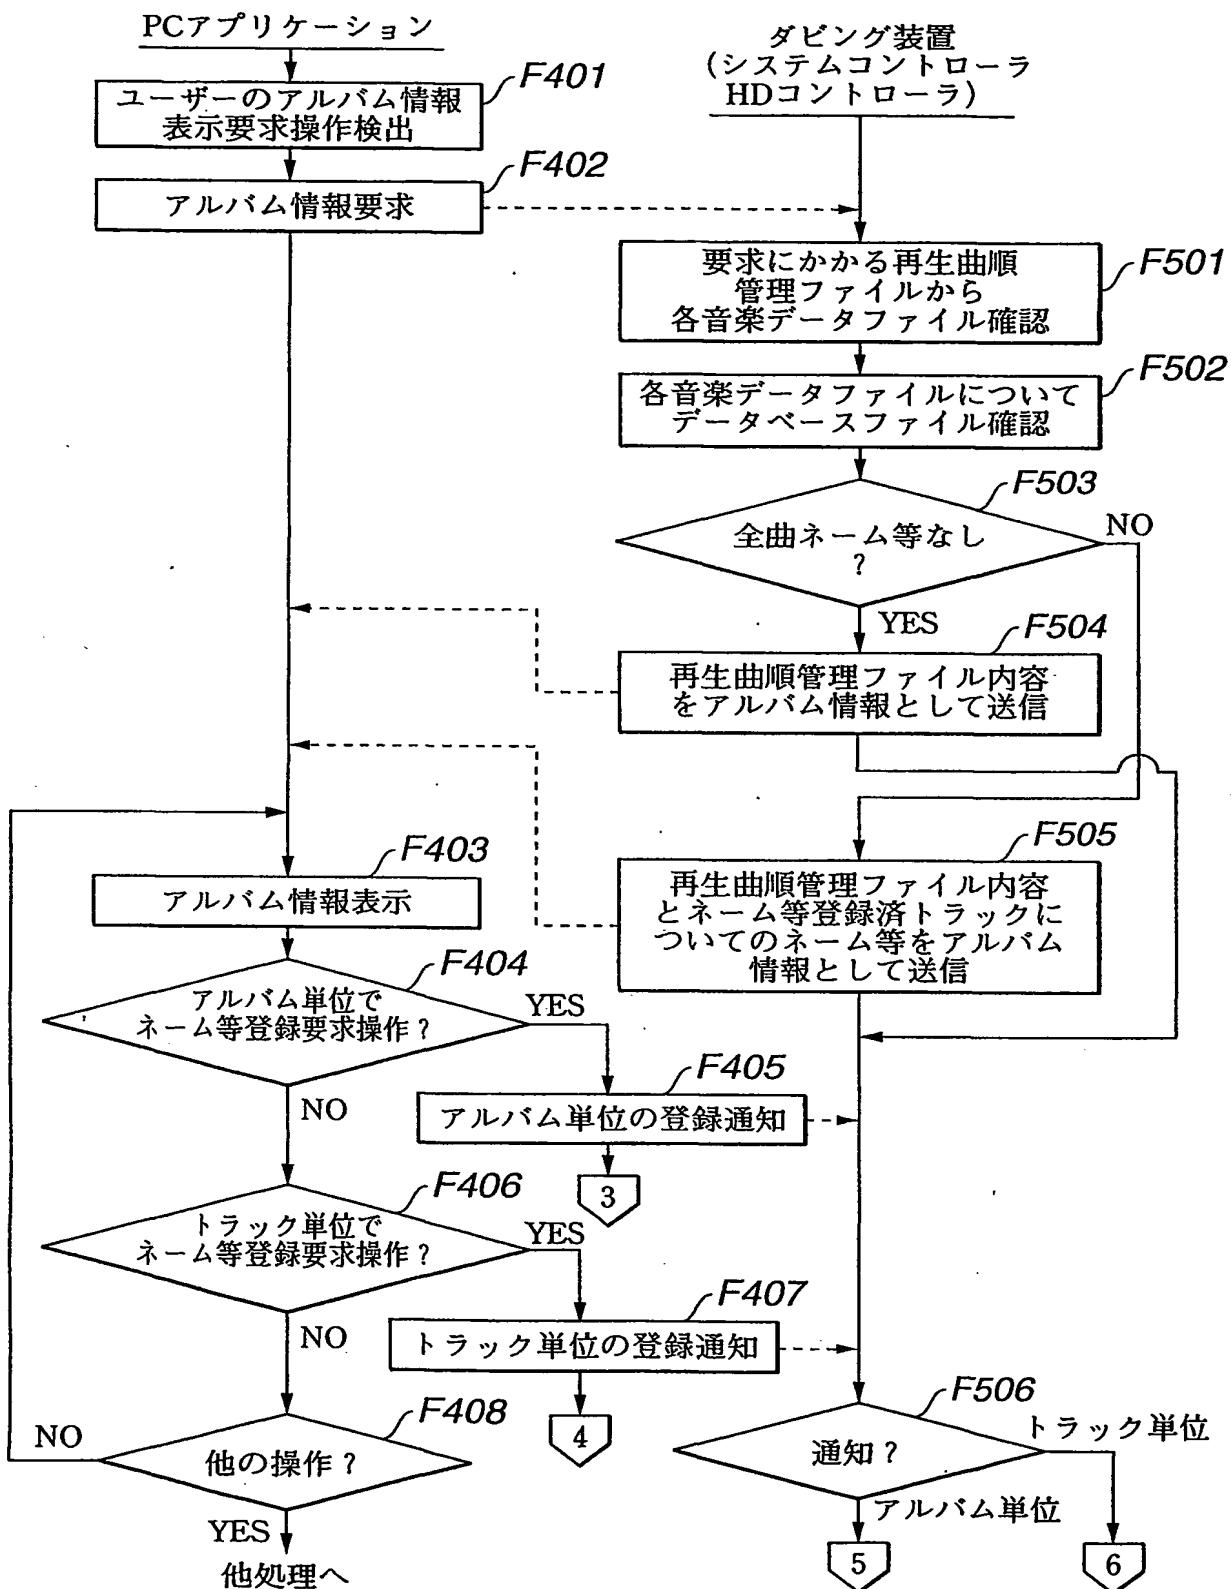 PCアプリケーション
F401
ユーザーのアルバム情報
表示要求操作検出
F402
アルバム情報要求
ダビング装置
(システムコントローラ
HDコントローラ)
F501
要求にかかる再生曲順
管理ファイルから
各音楽データファイル確認
F502
各音楽データファイルについて
データベースファイル確認
F503
全曲ネーム等なし
?
NO
YES
F504
再生曲順管理ファイル内容
をアルバム情報として送信
F505
再生曲順管理ファイル内容
とネーム等登録済トラックに
ついてのネーム等をアルバム
情報として送信
F403
アルバム情報表示
F404
アルバム単位で
ネーム等登録要求操作?
YES
NO
F405
アルバム単位の登録通知
3
F406
トラック単位で
ネーム等登録要求操作?
YES
NO
F407
トラック単位の登録通知
4
F408
他の操作?
NO
YES
他処理へ
F506
通知?
トラック単位
アルバム単位
5
6